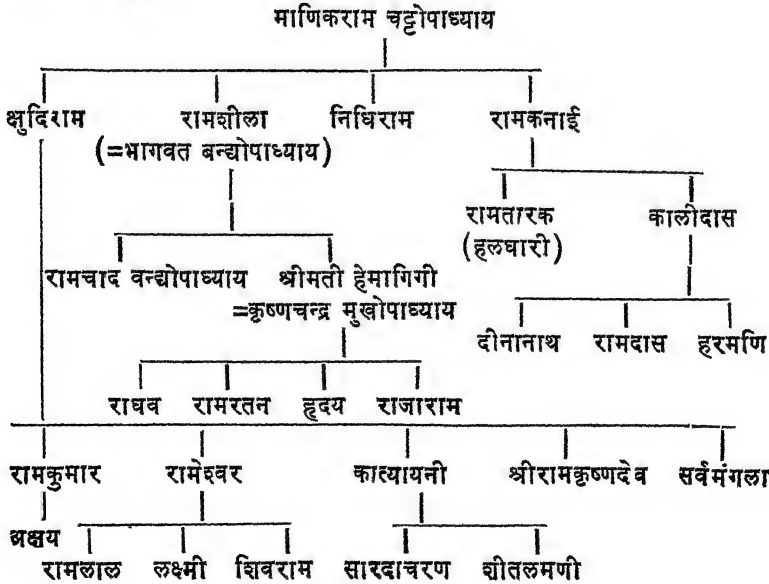 माणिकराम चट्टोपाध्याय
क्षुदिराम रामशीला निधिराम रामकनाई
(=भागवत बन्द्योपाध्याय)
रामतारक कालीदास
(हलधारी)
रामचाद वन्द्योपाध्याय श्रीमती हेमागिगी
=कृष्णचन्द्र मुखोपाध्याय
दीनानाथ रामदास हरमणि
राघव रामरतन हृदय राजाराम
रामकुमार रामेश्वर कात्यायनी श्रीरामकृष्णदेव सर्वमंगला
अक्षय
रामलाल लक्ष्मी शिवराम सारदाचरण शीतलमणी